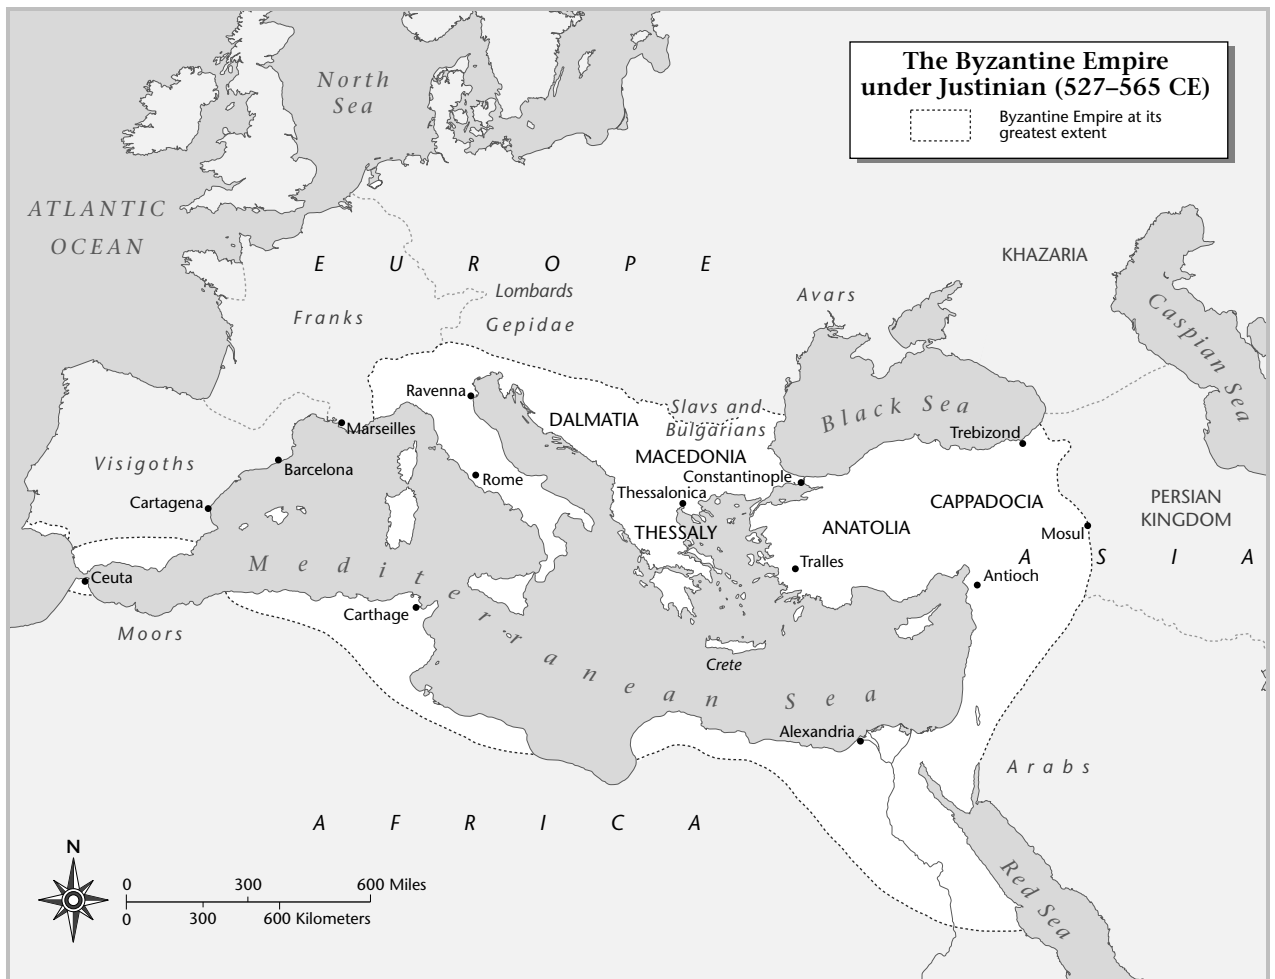 The Byzantine Empire
under Justinian (527–565 CE)
Byzantine Empire at its
greatest extent
North
Sea
ATLANTIC
OCEAN
EUROPE
KHAZARIA
Lombards
Avars
Franks
Gepidae
Caspian Sea
Ravenna
Slavs and
Bulgarians
Black Sea
DALMATIA
Marseilles
Trebizond
Visigoths
Barcelona
MACEDONIA
Rome
Constantinople
Cartagena
Thessalonica
CAPPADOCIA
PERSIAN
KINGDOM
THESSALY
ANATOLIA
Mosul
ASIA
Mediterranean Sea
Tralles
Ceuta
Antioch
Carthage
Moors
Crete
Alexandria
Arabs
AFRICA
Red Sea
N
0 300 600 Miles
0 300 600 Kilometers